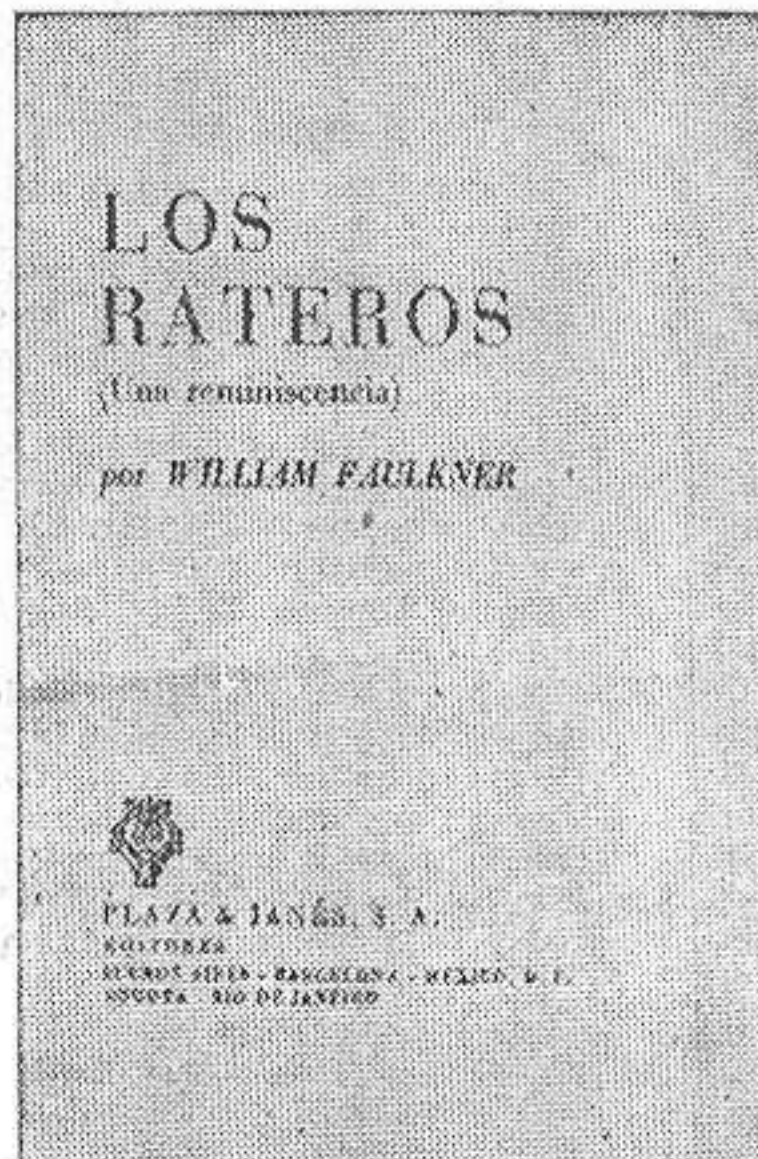 LOS
RATEROS
(Una reminiscencia)
por WILLIAM FAULKNER
PLAZA & JANÉS, S. A.
EDITORES
BUENOS AIRES - BARCELONA - MEXICO, D. F.
BOGOTA - RIO DE JANEIRO